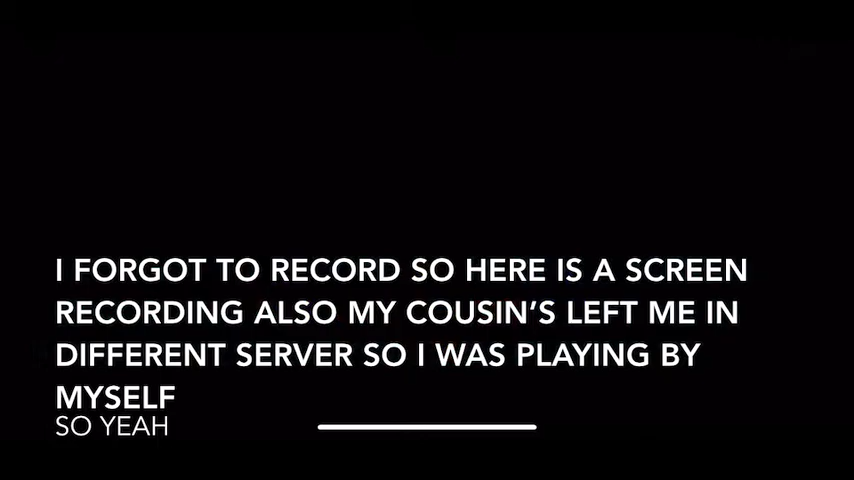 I FORGOT TO RECORD SO HERE IS A SCREEN
RECORDING ALSO MY COUSIN’S LEFT ME IN
DIFFERENT SERVER SO I WAS PLAYING BY
MYSELF
SO YEAH